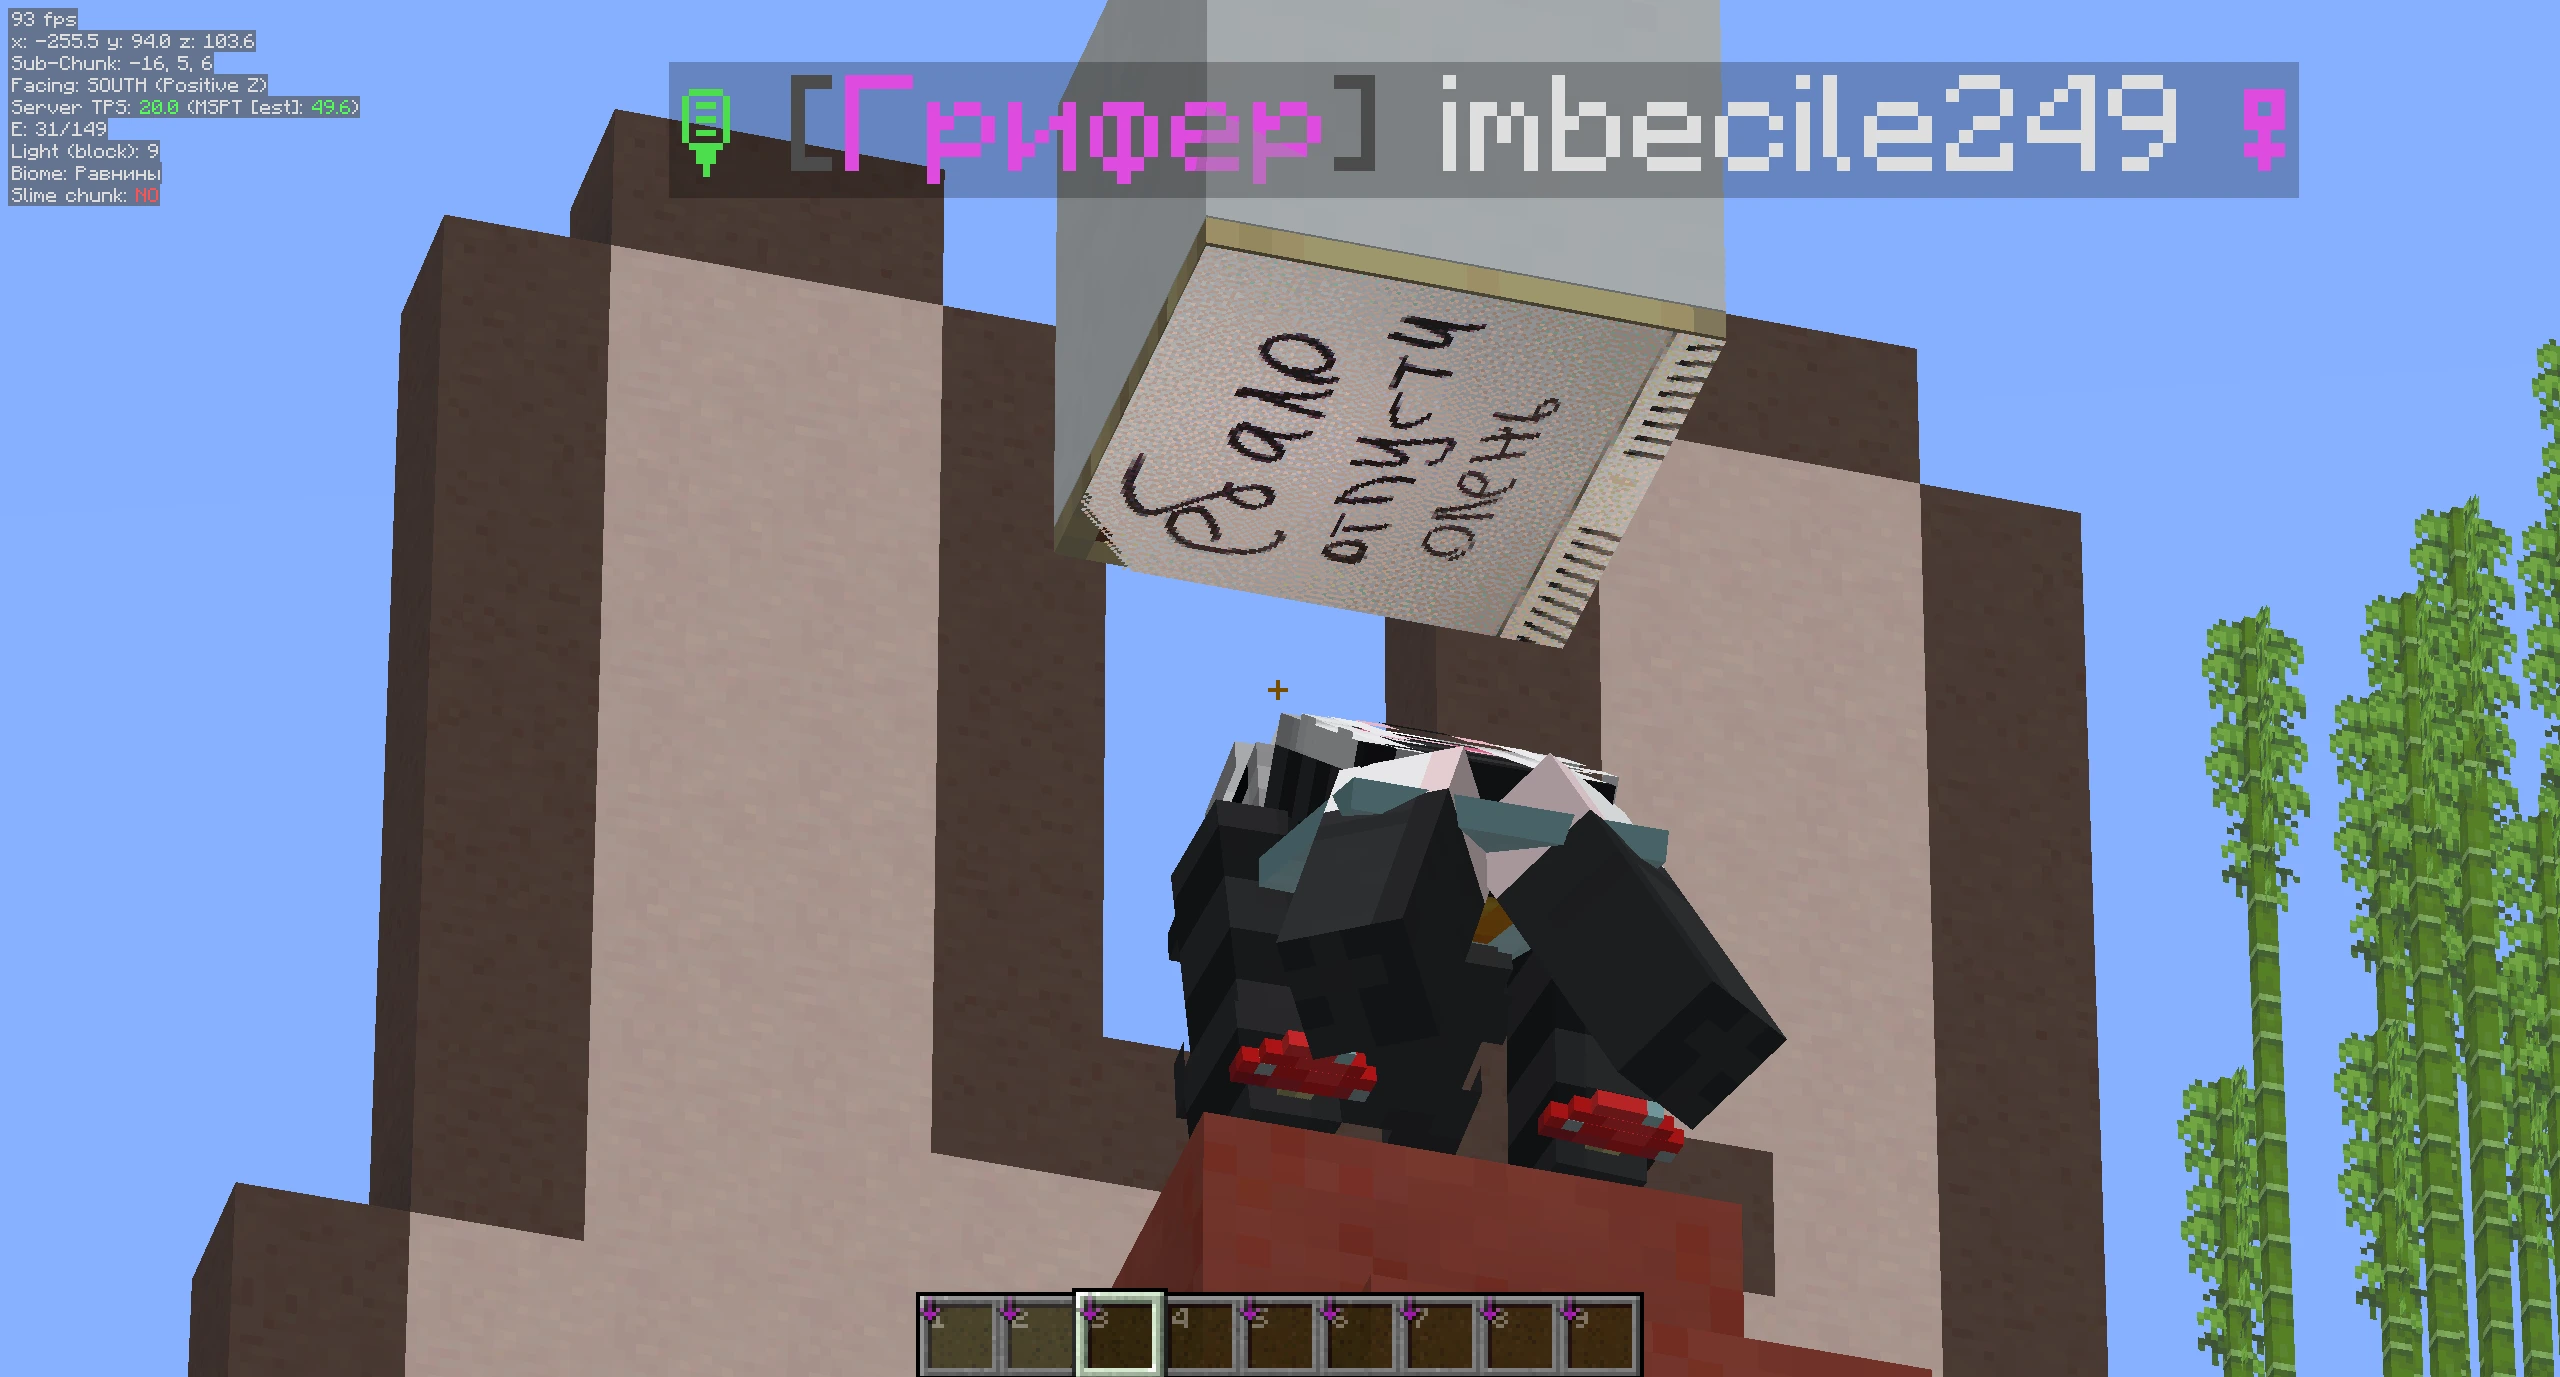 93 fps
x: -255.5 y: 94.0 z: 103.6
Sub-Chunk: -16, 5, 6
Facing: SOUTH (Positive Z)
Server TPS: 20.0 (MSPT [est]: 49.6)
E: 31/149
Light (block): 9
Biome: Равнины
Slime chunk: NO
[Грифер] imbecile249
Сало
отпусти
олень
1 2 3 4 5 6 7 8 9